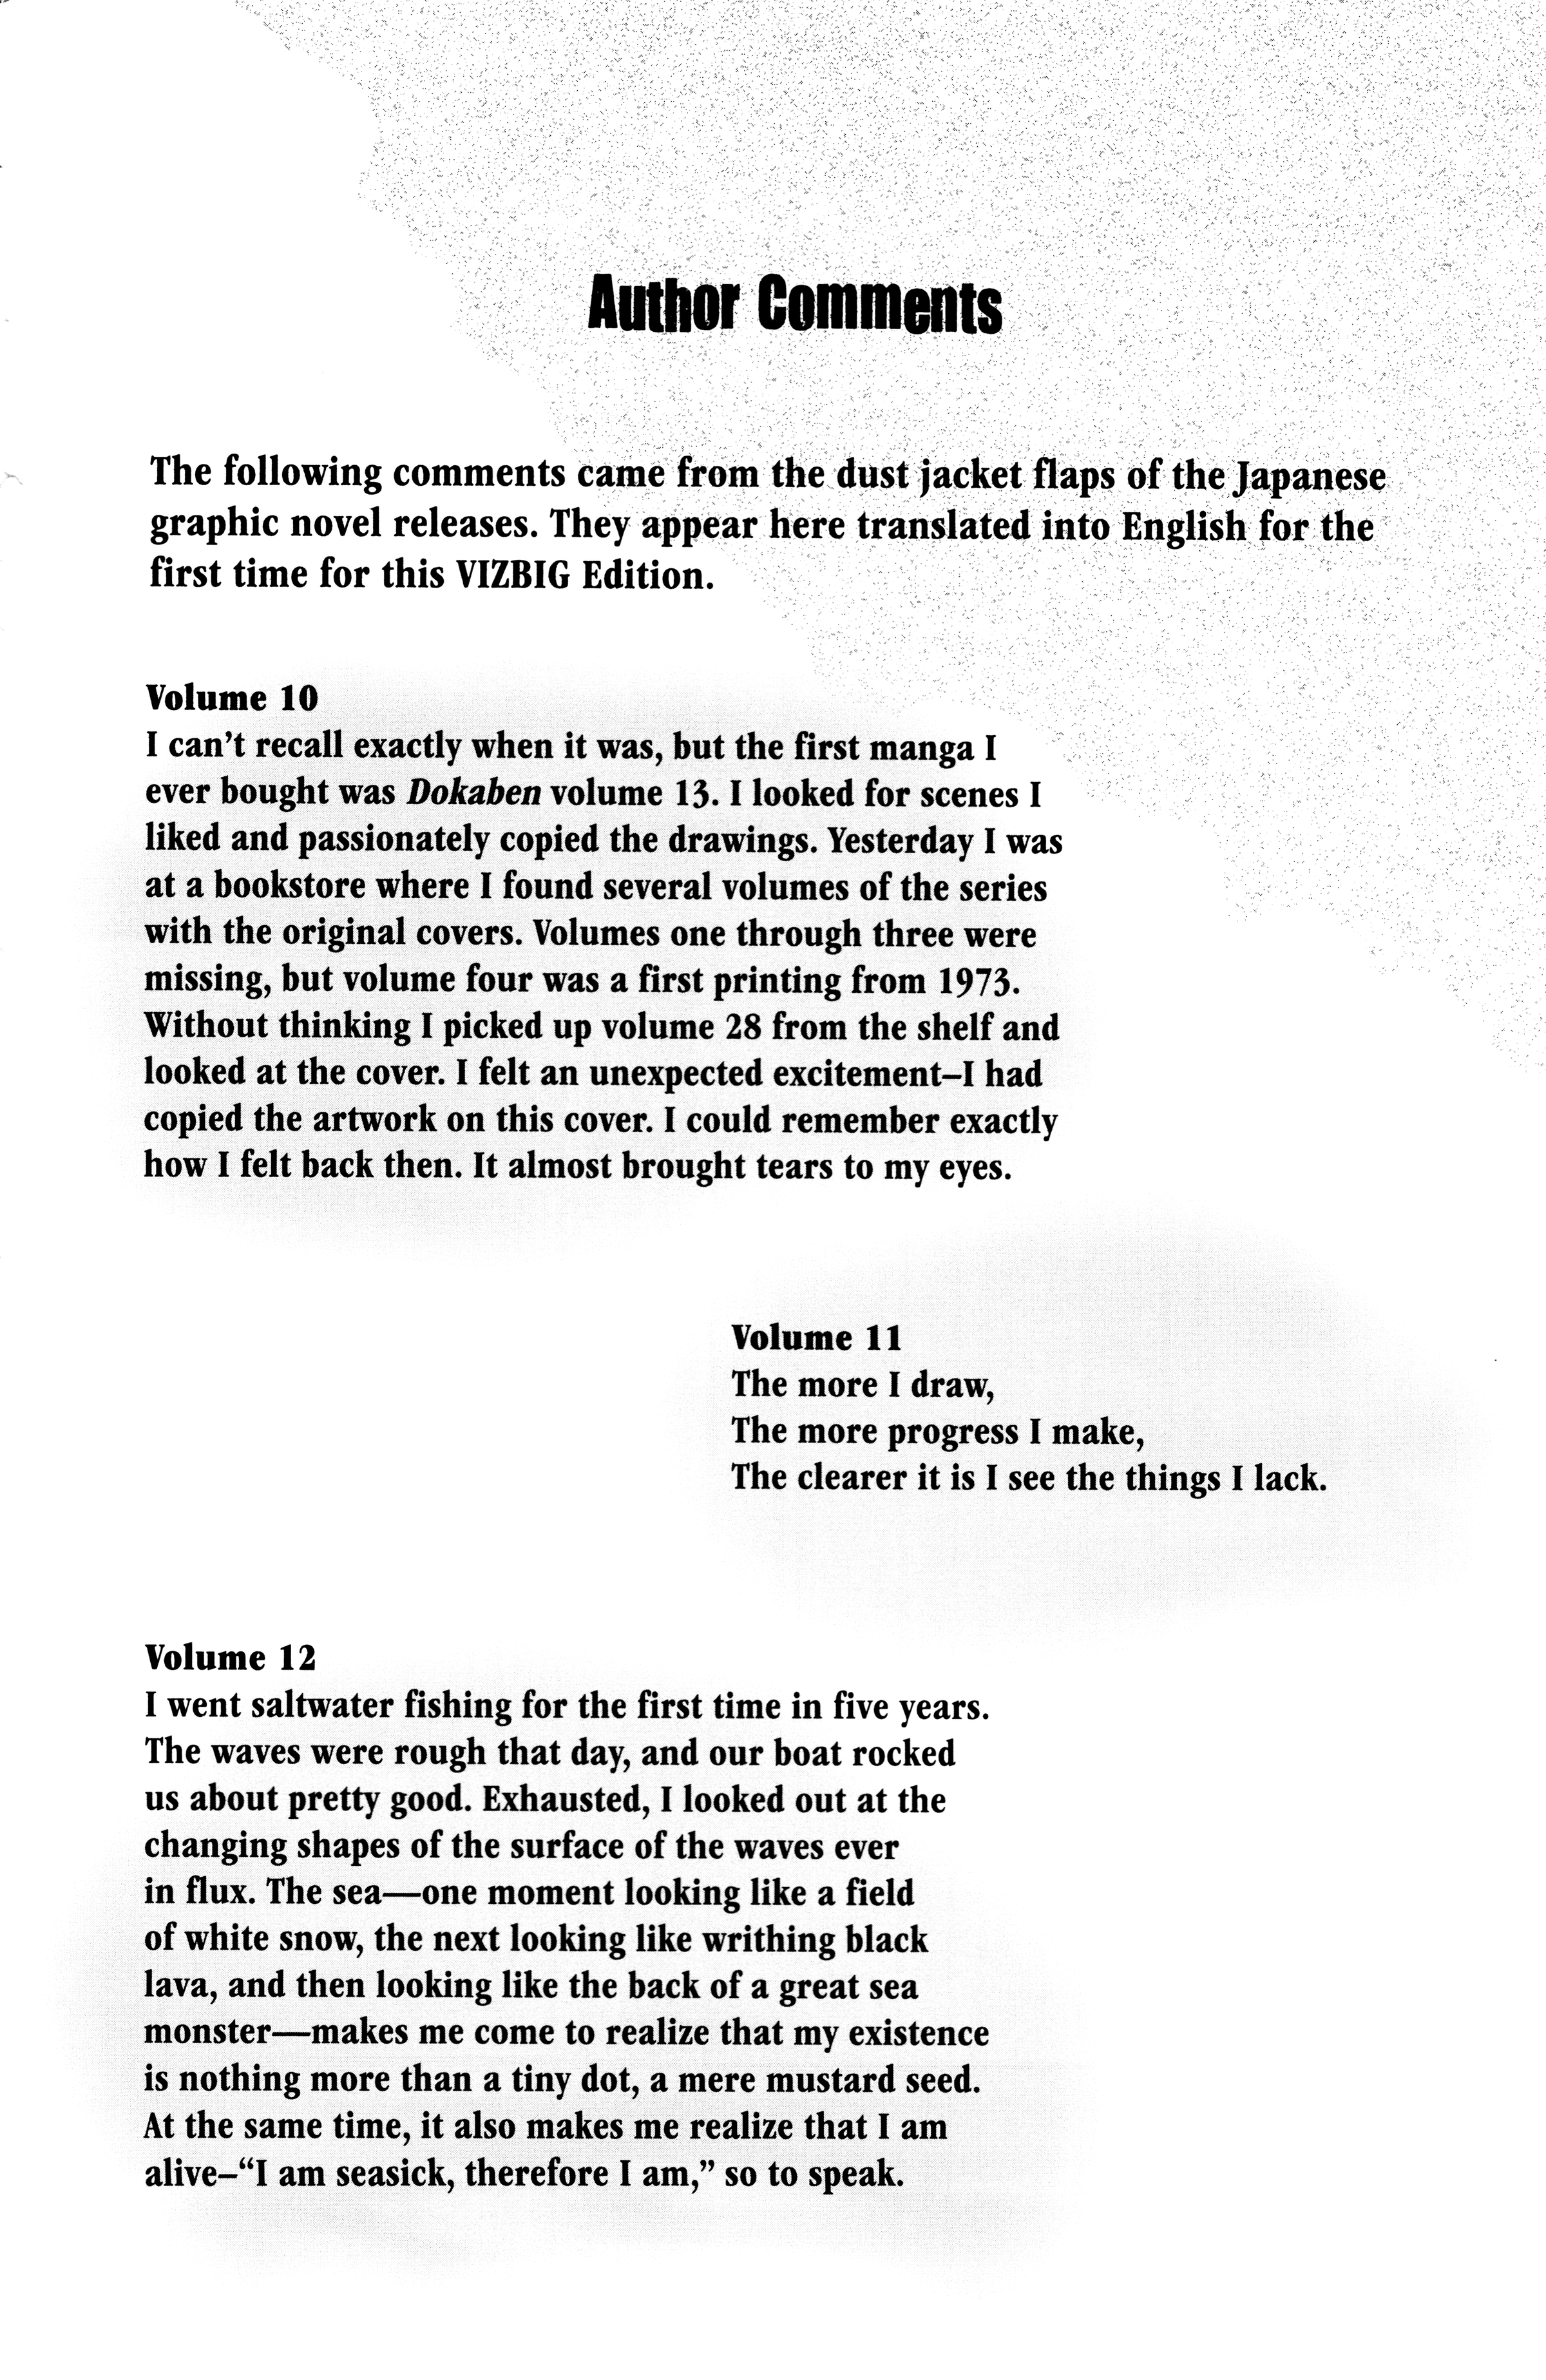 Author Comments
The following comments came from the dust jacket flaps of the Japanese
graphic novel releases. They appear here translated into English for the
first time for this VIZBIG Edition.
Volume 10
I can't recall exactly when it was, but the first manga I
ever bought was Dokaben volume 13. I looked for scenes I
liked and passionately copied the drawings. Yesterday I was
at a bookstore where I found several volumes of the series
with the original covers. Volumes one through three were
missing, but volume four was a first printing from 1973.
Without thinking I picked up volume 28 from the shelf and
looked at the cover. I felt an unexpected excitement–I had
copied the artwork on this cover. I could remember exactly
how I felt back then. It almost brought tears to my eyes.
Volume 11
The more I draw,
The more progress I make,
The clearer it is I see the things I lack.
Volume 12
I went saltwater fishing for the first time in five years.
The waves were rough that day, and our boat rocked
us about pretty good. Exhausted, I looked out at the
changing shapes of the surface of the waves ever
in flux. The sea—one moment looking like a field
of white snow, the next looking like writhing black
lava, and then looking like the back of a great sea
monster—makes me come to realize that my existence
is nothing more than a tiny dot, a mere mustard seed.
At the same time, it also makes me realize that I am
alive–“I am seasick, therefore I am,” so to speak.